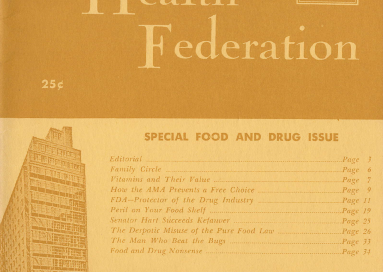 Health
Federation
25¢
SPECIAL FOOD AND DRUG ISSUE
Editorial Page 3
Family Circle Page 6
Vitamins and Their Value Page 7
How the AMA Prevents a Free Choice Page 9
FDA—Protector of the Drug Industry Page 11
Peril on Your Food Shelf Page 19
Senator Hart Succeeds Kefauver Page 25
The Despotic Misuse of the Pure Food Law Page 26
The Man Who Beat the Bugs Page 33
Food and Drug Nonsense Page 34